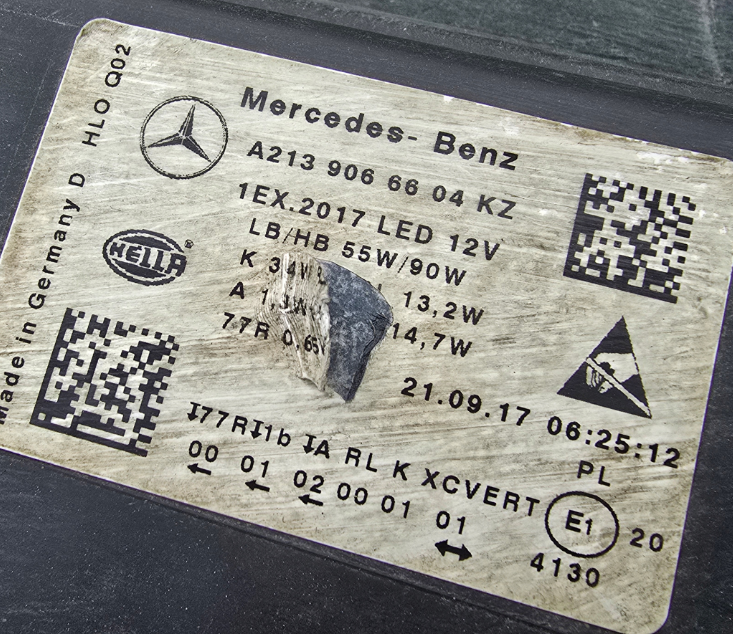 HLO Q02
Made in Germany D
Mercedes-Benz
A213 906 66 04 KZ
1EX.2017 LED 12V
LB/HB 55W/90W
HELLA®
K 13,2W
A 14,7W
77R
21.09.17 06:25:12
I77RI1b IA RL K XCVERT PL
00 01 02 00 01 01
E1 20
4130